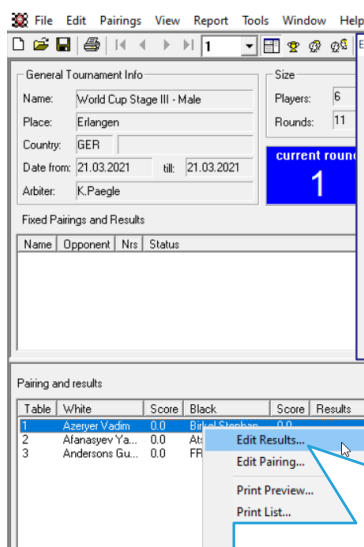 File Edit Pairings View Report Tools Window Help
1
General Tournament Info
Size
Name: World Cup Stage III - Male
Players: 6
Place: Erlangen
Rounds: 11
Country: GER
current round
Date from: 21.03.2021 till: 21.03.2021
1
Arbiter: K.Paegle
Fixed Pairings and Results
Name Opponent Nrs Status
Pairing and results
Table White Score Black Score Results
1 Azeryer Vadim 0.0 Stephan 0.0
2 Afanasyev Ya... 0.0 Ats
3 Andersons Gu... 0.0 FR
Edit Results...
Edit Pairing...
Print Preview...
Print List...